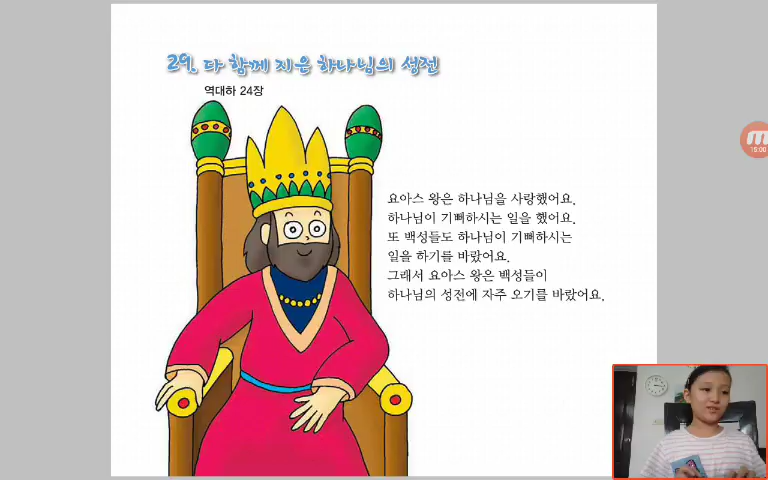 29. 다 함께 지은 하나님의 성전
역대하 24장
요아스 왕은 하나님을 사랑했어요.
하나님이 기뻐하시는 일을 했어요.
또 백성들도 하나님이 기뻐하시는
일을 하기를 바랐어요.
그래서 요아스 왕은 백성들이
하나님의 성전에 자주 오기를 바랐어요.